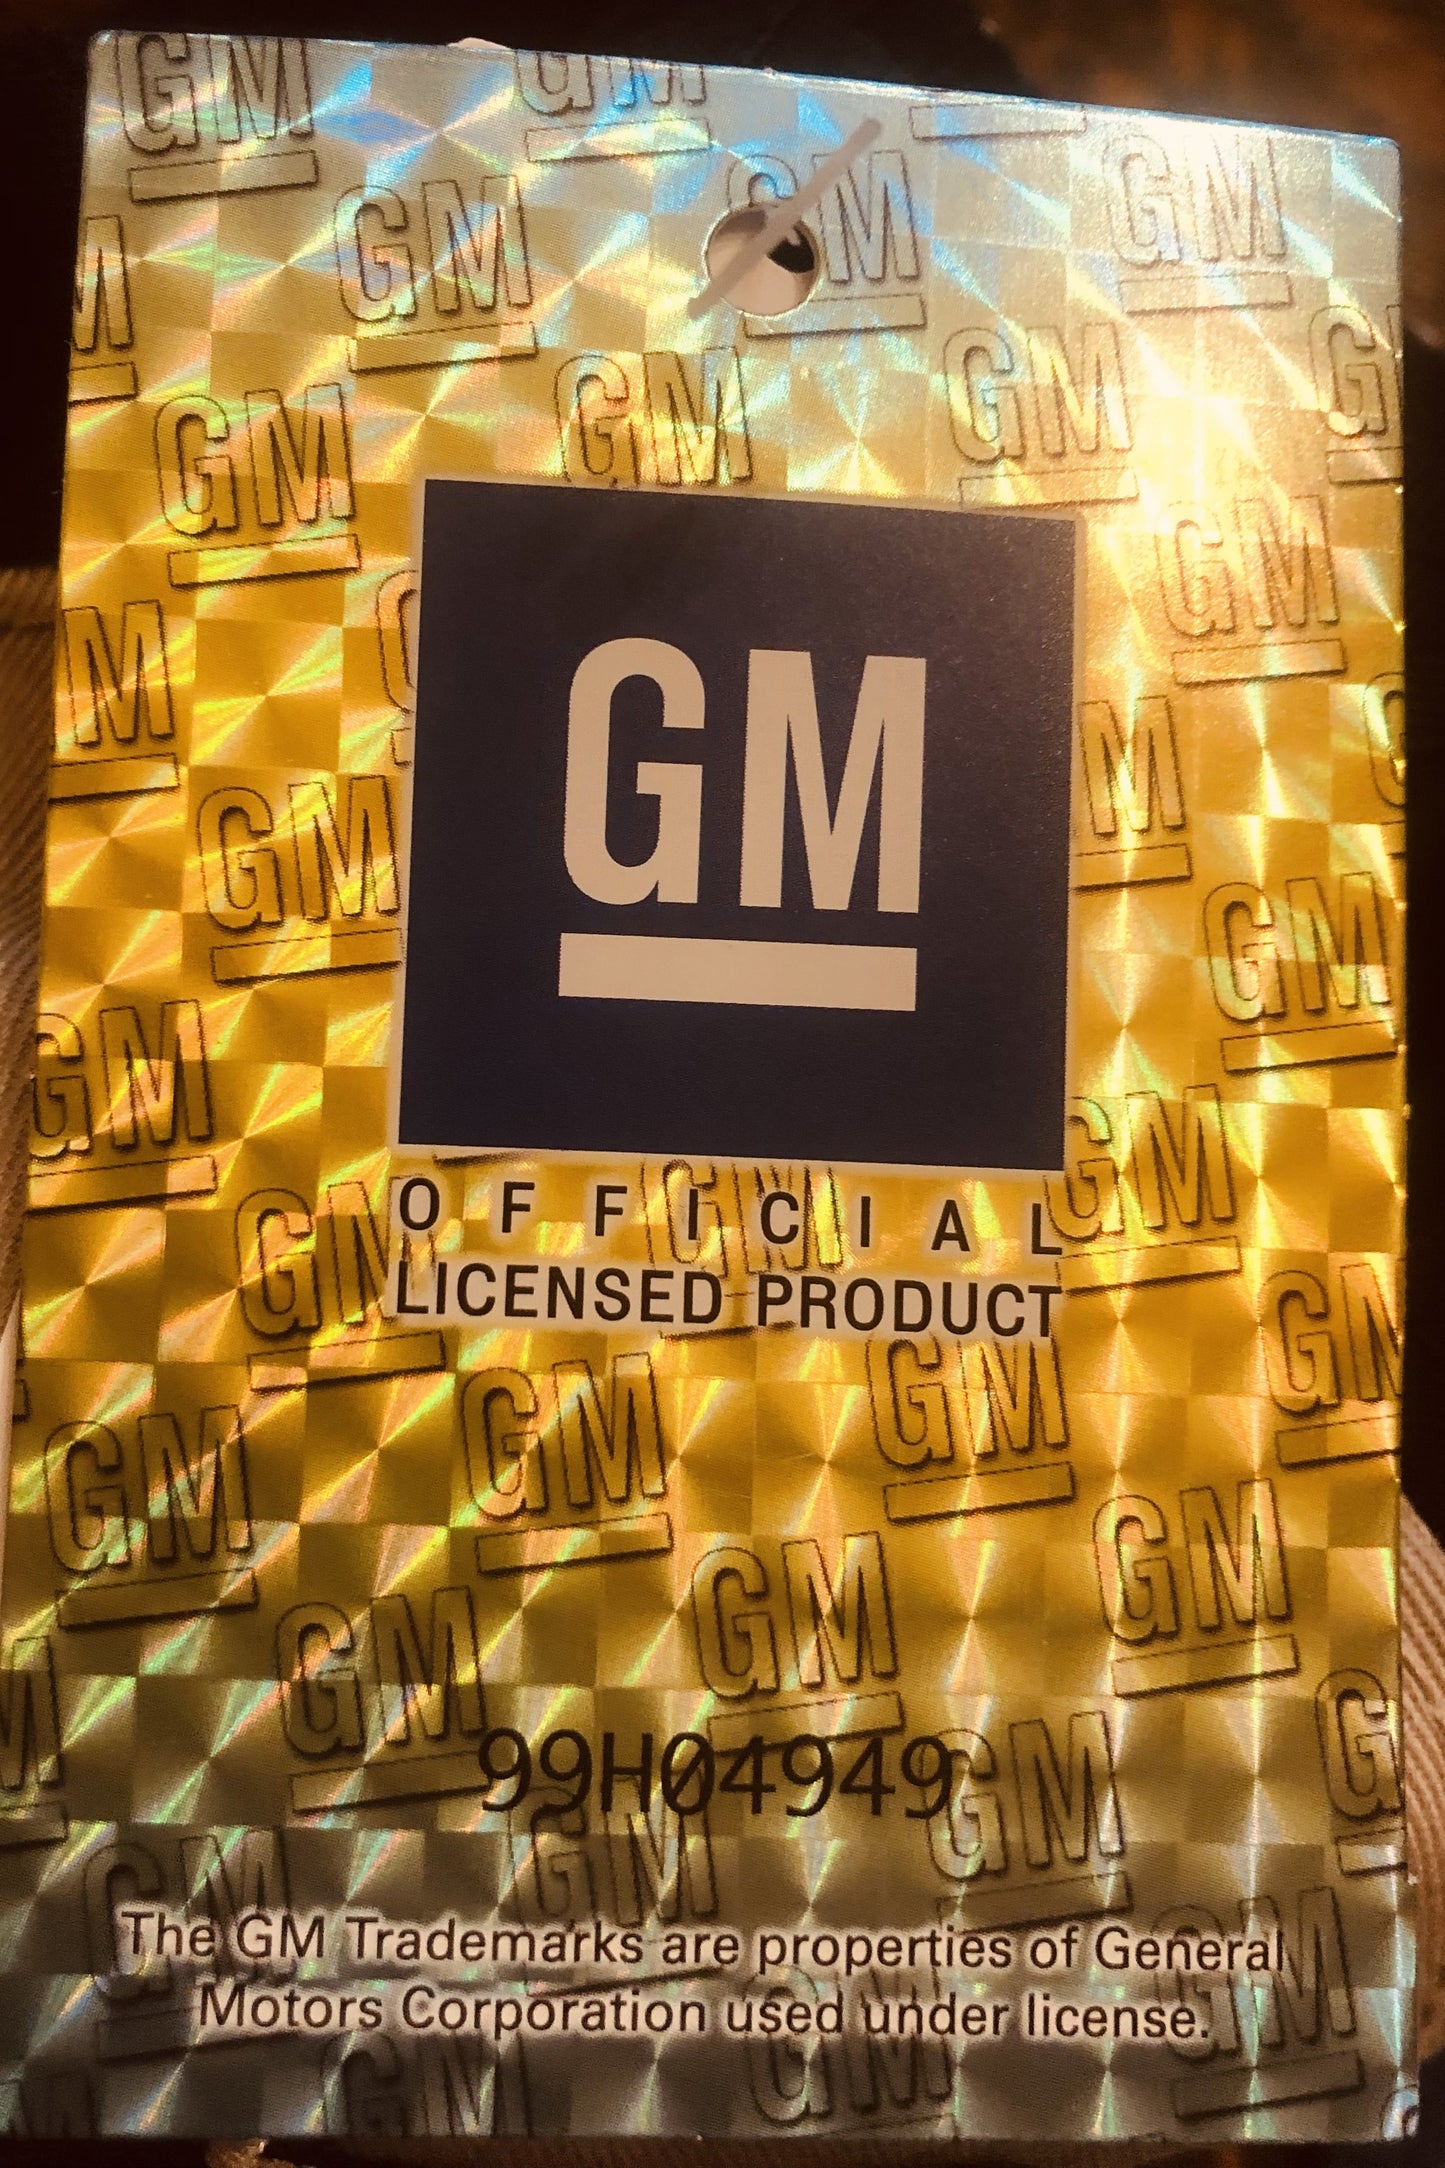 GM
OFFICIAL
LICENSED PRODUCT
99H04949
The GM Trademarks are properties of General
Motors Corporation used under license.